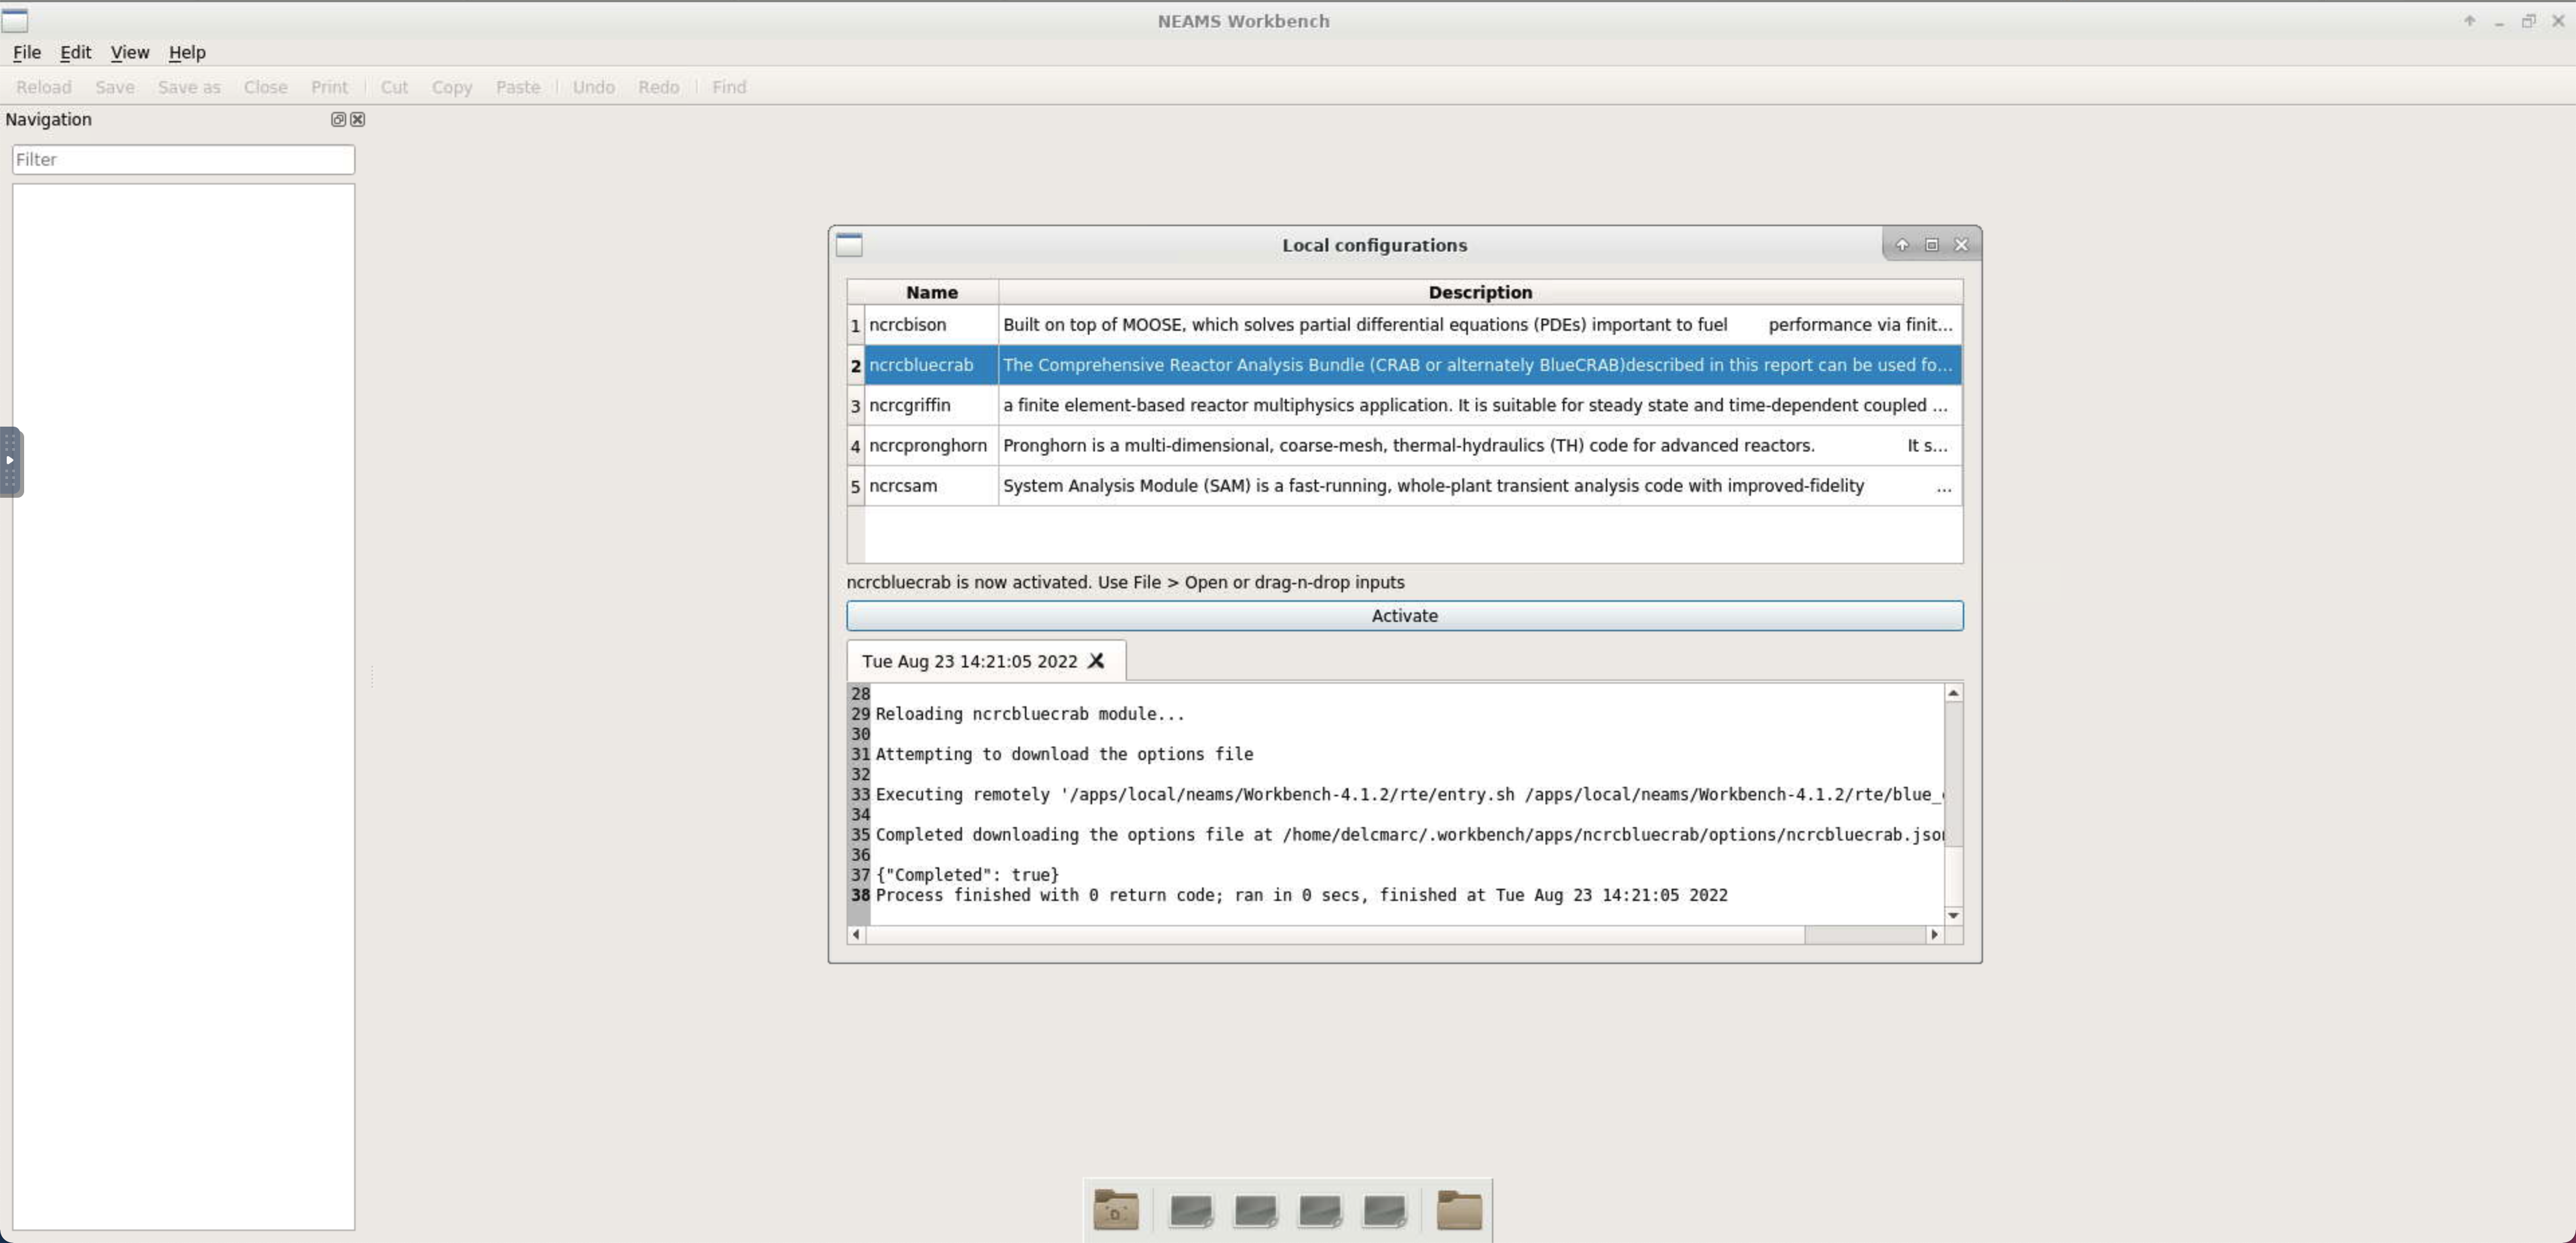 NEAMS Workbench
File Edit View Help
Reload Save Save as Close Print Cut Copy Paste Undo Redo Find
Navigation
Filter
Local configurations
Name Description
1 ncrcbison Built on top of MOOSE, which solves partial differential equations (PDEs) important to fuel performance via finit...
2 ncrcbluecrab The Comprehensive Reactor Analysis Bundle (CRAB or alternately BlueCRAB)described in this report can be used fo...
3 ncrcgriffin a finite element-based reactor multiphysics application. It is suitable for steady state and time-dependent coupled ...
4 ncrcpronghorn Pronghorn is a multi-dimensional, coarse-mesh, thermal-hydraulics (TH) code for advanced reactors. It s...
5 ncrcsam System Analysis Module (SAM) is a fast-running, whole-plant transient analysis code with improved-fidelity ...
ncrcbluecrab is now activated. Use File > Open or drag-n-drop inputs
Activate
Tue Aug 23 14:21:05 2022
28
29 Reloading ncrcbluecrab module...
30
31 Attempting to download the options file
32
33 Executing remotely '/apps/local/neams/Workbench-4.1.2/rte/entry.sh /apps/local/neams/Workbench-4.1.2/rte/blue_
34
35 Completed downloading the options file at /home/delcmarc/.workbench/apps/ncrcbluecrab/options/ncrcbluecrab.json
36
37 {"Completed": true}
38 Process finished with 0 return code; ran in 0 secs, finished at Tue Aug 23 14:21:05 2022